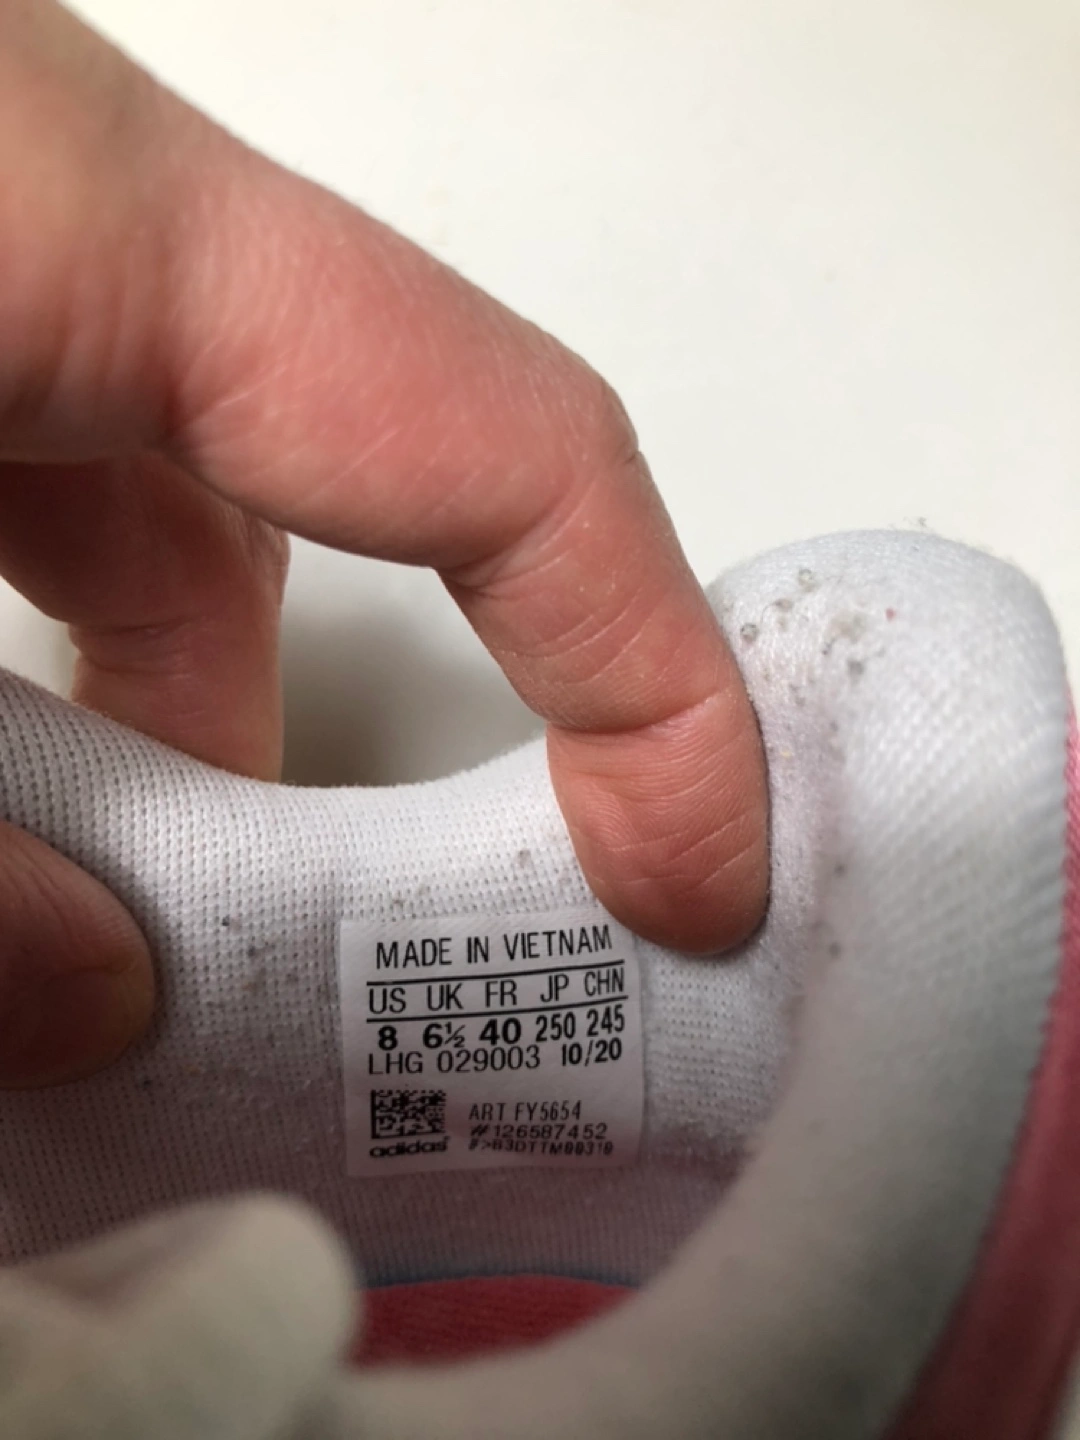 MADE IN VIETNAM
US UK FR JP CHN
8 6½ 40 250 245
LHG 029003 10/20
ART FY5654
#126587452
adidas